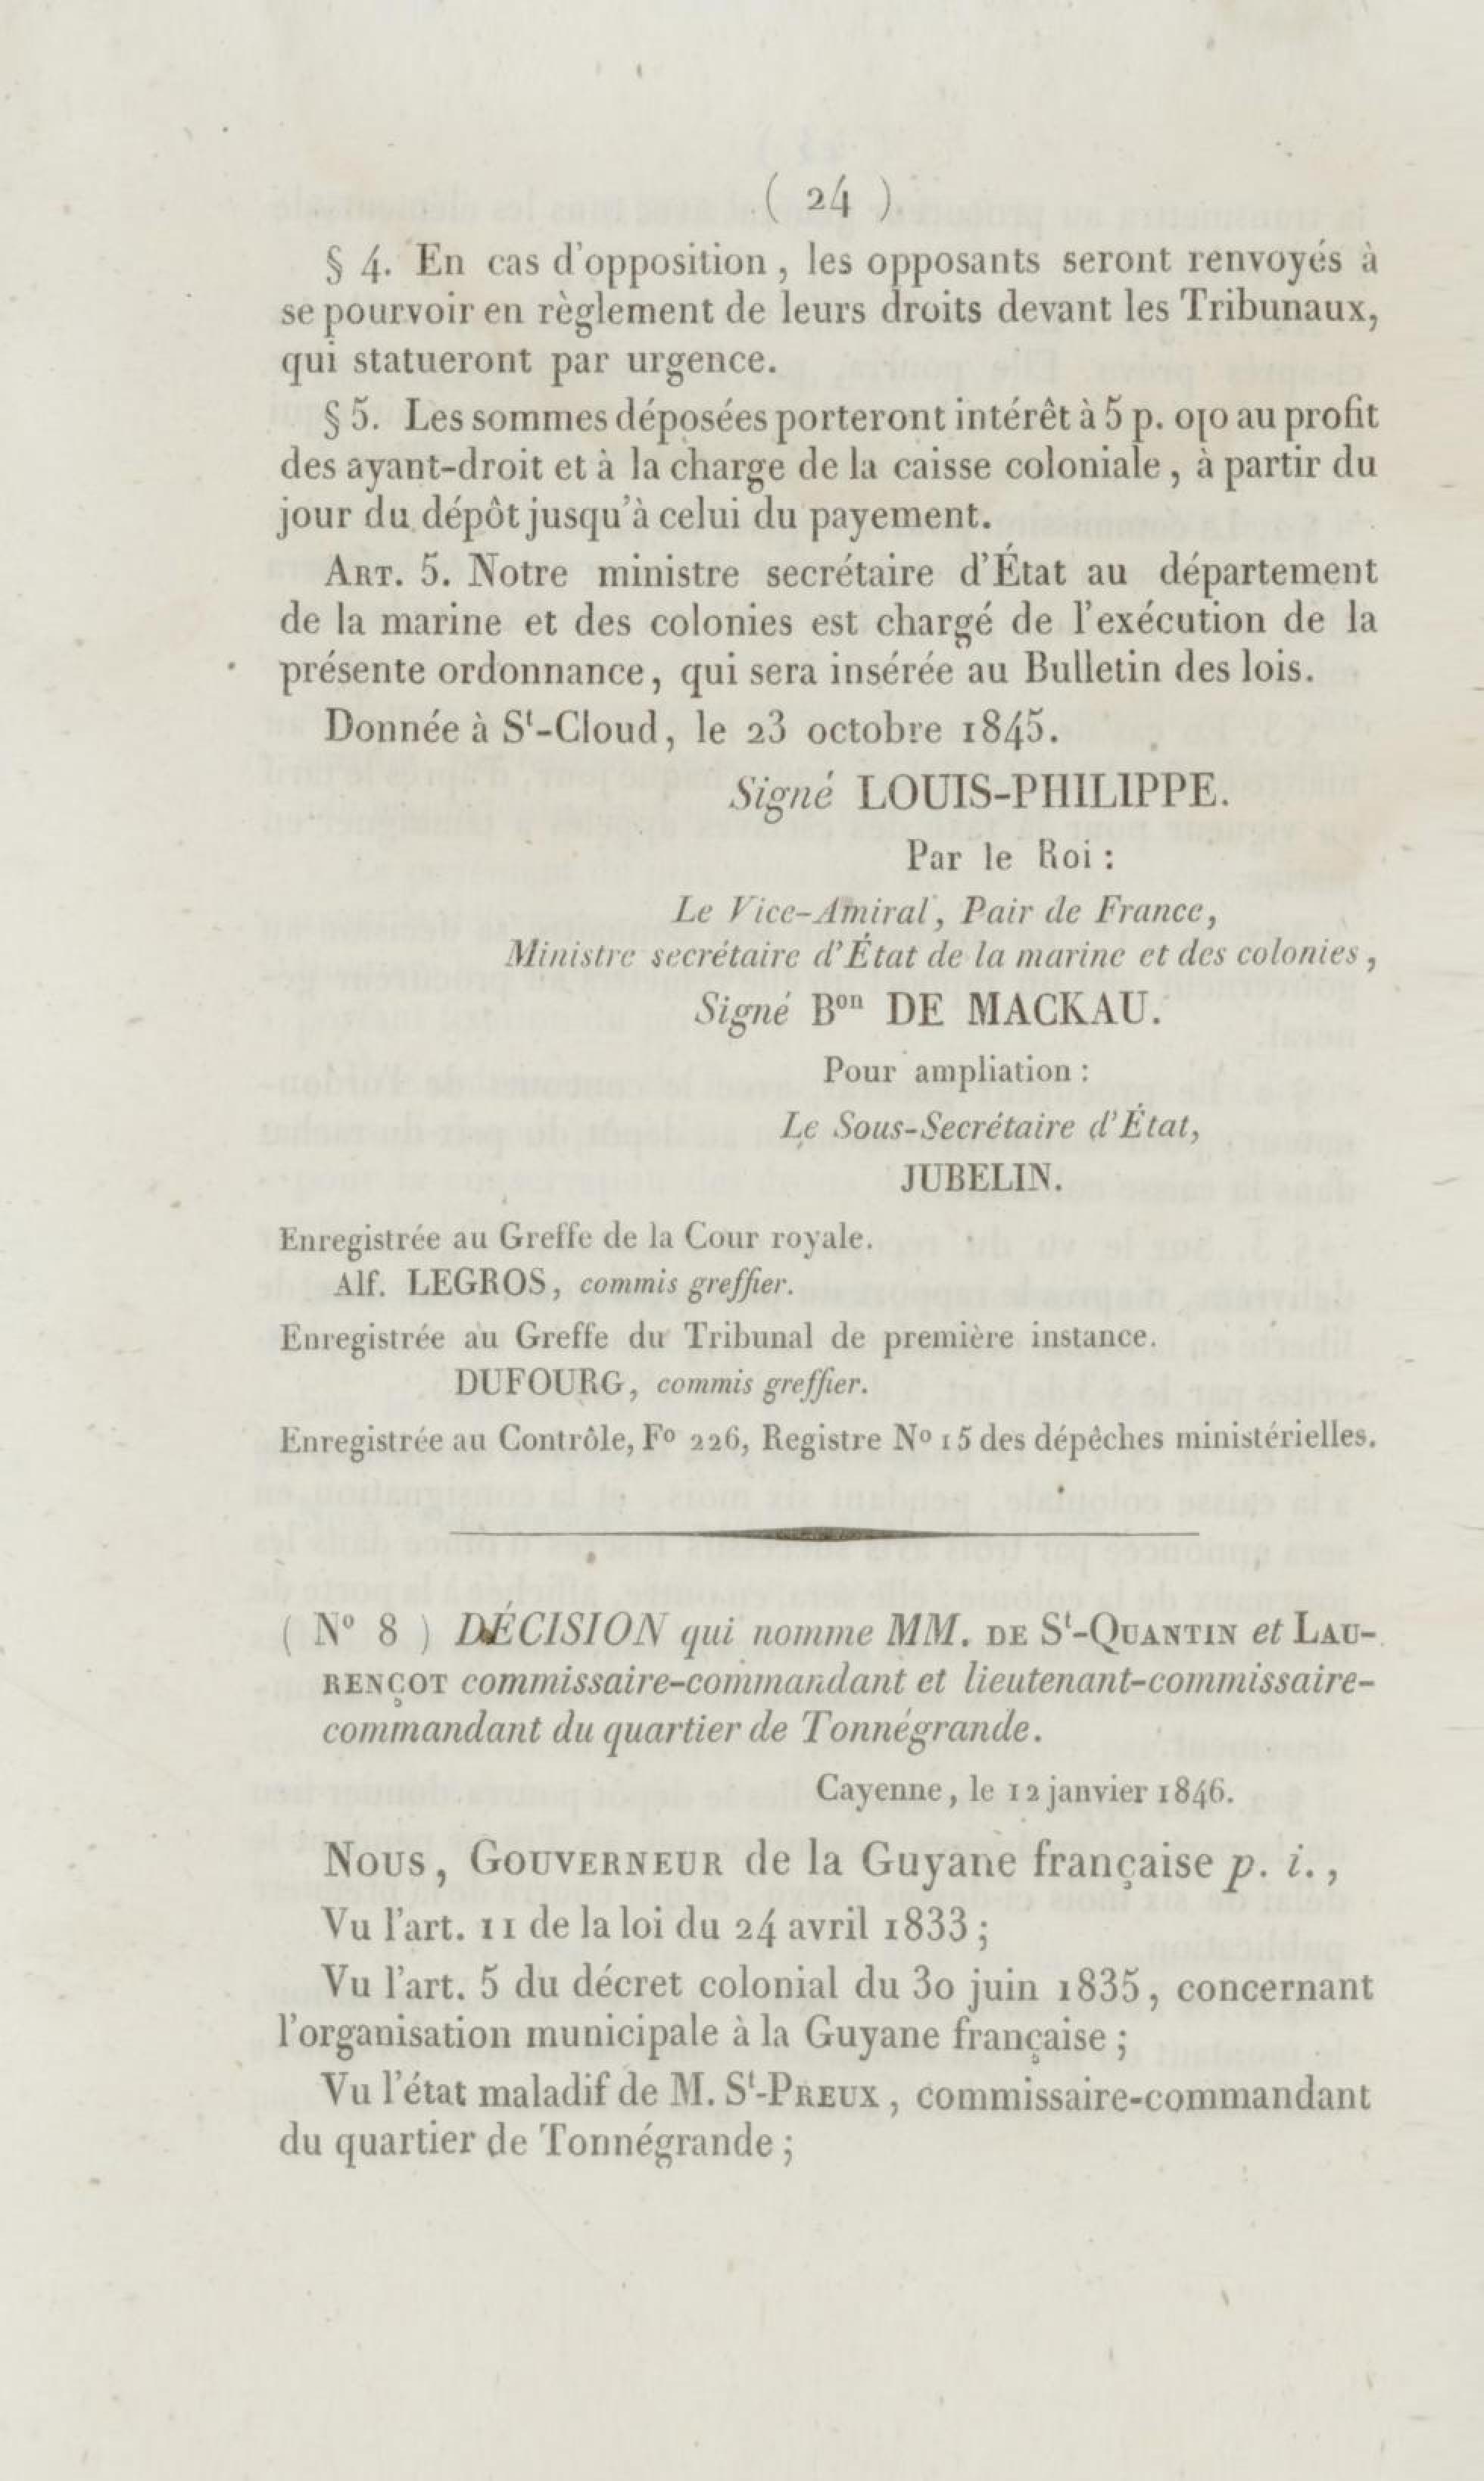 ( 24 )
§ 4. En cas d'opposition, les opposants seront renvoyés à
se pourvoir en règlement de leurs droits devant les Tribunaux,
qui statueront par urgence.
§ 5. Les sommes déposées porteront intérêt à 5 p. 0|0 au profit
des ayant-droit et à la charge de la caisse coloniale, à partir du
jour du dépôt jusqu'à celui du payement.
ART. 5. Notre ministre secrétaire d'État au département
de la marine et des colonies est chargé de l'exécution de la
présente ordonnance, qui sera insérée au Bulletin des lois.
Donnée à St-Cloud, le 23 octobre 1845.
Signé LOUIS-PHILIPPE.
Par le Roi :
Le Vice-Amiral, Pair de France,
Ministre secrétaire d'État de la marine et des colonies,
Signé Bon DE MACKAU.
Pour ampliation :
Le Sous-Secrétaire d'État,
JUBELIN.
Enregistrée au Greffe de la Cour royale.
Alf. LEGROS, commis greffier.
Enregistrée au Greffe du Tribunal de première instance.
DUFOURG, commis greffier.
Enregistrée au Contrôle, Fo 226, Registre No 15 des dépêches ministérielles.
( No 8 ) DÉCISION qui nomme MM. DE St-QUANTIN et LAU-
RENÇOT commissaire-commandant et lieutenant-commissaire-
commandant du quartier de Tonnégrande.
Cayenne, le 12 janvier 1846.
NOUS, GOUVERNEUR de la Guyane française p. i.,
Vu l'art. 11 de la loi du 24 avril 1833 ;
Vu l'art. 5 du décret colonial du 30 juin 1835, concernant
l'organisation municipale à la Guyane française ;
Vu l'état maladif de M. St-PREUX, commissaire-commandant
du quartier de Tonnégrande ;